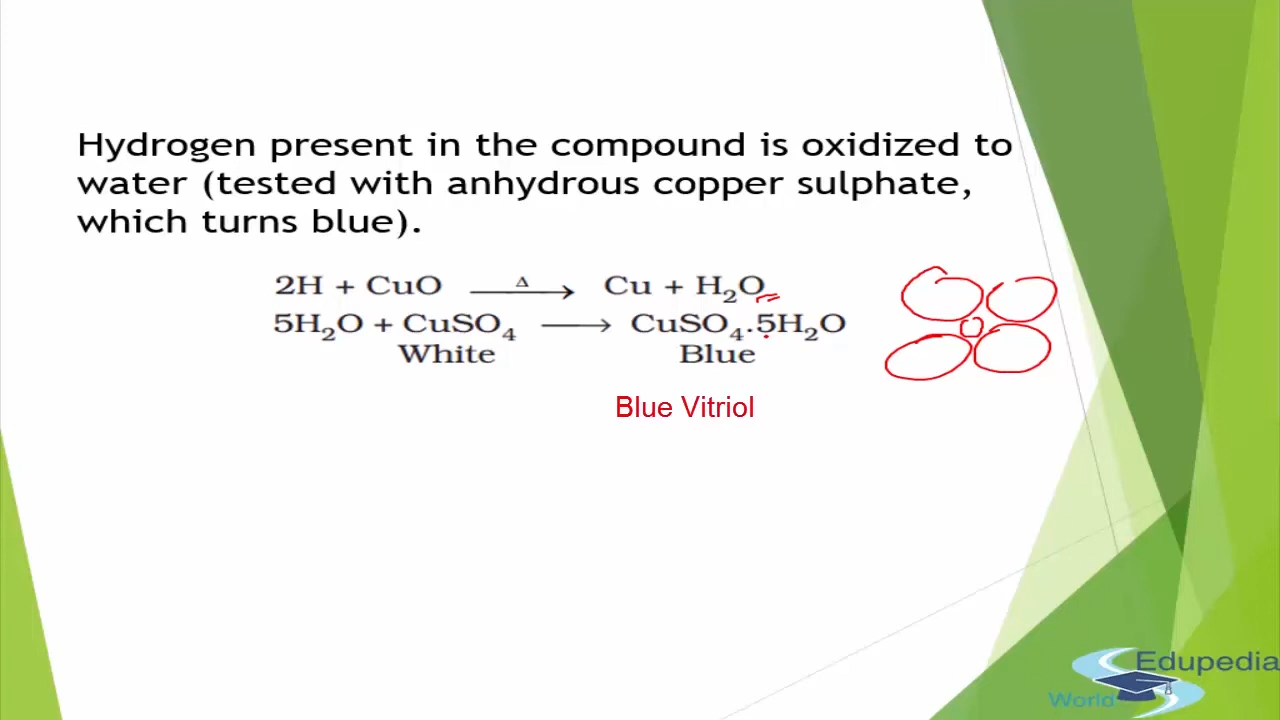 Hydrogen present in the compound is oxidized to
water (tested with anhydrous copper sulphate,
which turns blue).
2H + CuO —Δ→ Cu + H₂O
5H₂O + CuSO₄ ⟶ CuSO₄.5H₂O
White Blue
Blue Vitriol
Edupedia
World